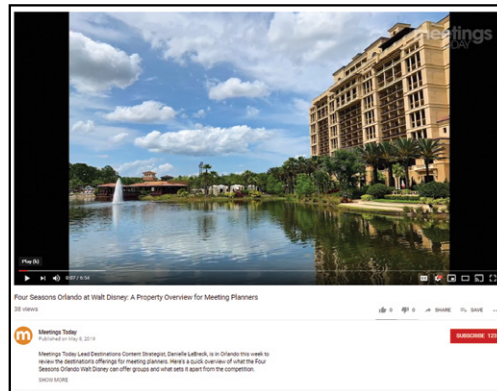 meetings
TODAY
Play (k)
0:07 / 6:54
Four Seasons Orlando at Walt Disney: A Property Overview for Meeting Planners
38 views
0
0
SHARE
SAVE
m
Meetings Today
Published on May 8, 2019
SUBSCRIBE 123
Meetings Today Lead Destinations Content Strategist, Danielle LeBreck, is in Orlando this week to
review the destination's offerings for meeting planners. Here's a quick overview of what the Four
Seasons Orlando Walt Disney can offer groups and what sets it apart from the competition.
SHOW MORE